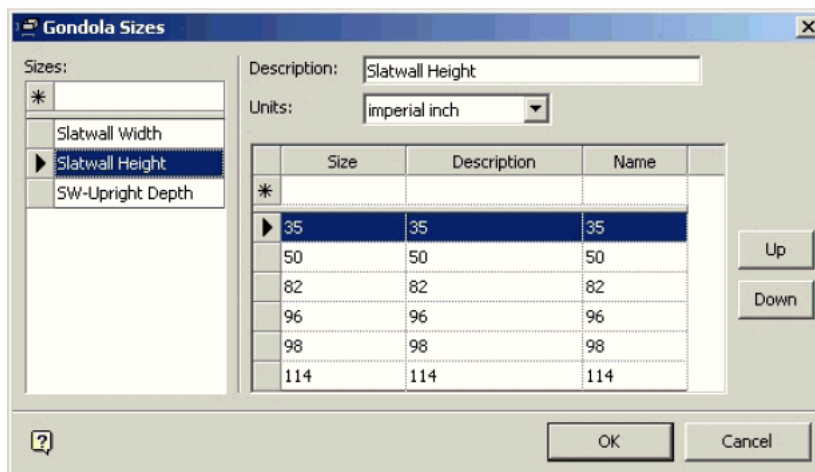 Gondola Sizes
Sizes:
*
Slatwall Width
Slatwall Height
SW-Upright Depth
Description: Slatwall Height
Units: imperial inch
Size Description Name
*
35 35 35
50 50 50
82 82 82
96 96 96
98 98 98
114 114 114
Up
Down
?
OK Cancel